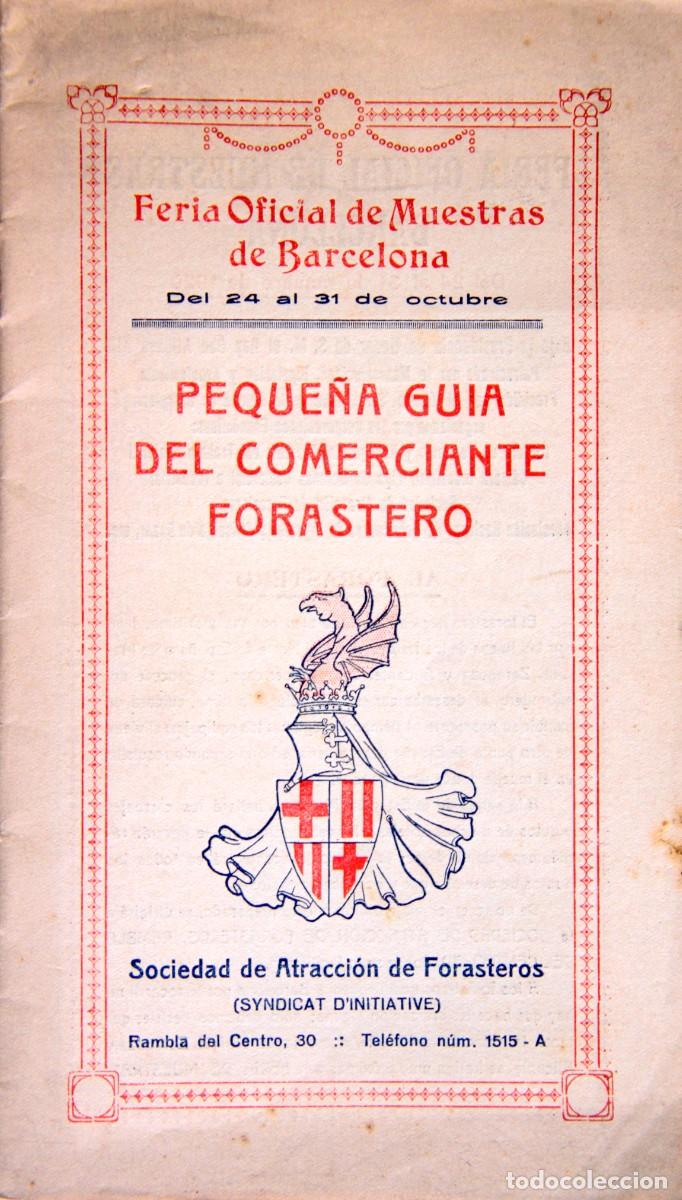 Feria Oficial de Muestras
de Barcelona
Del 24 al 31 de octubre
PEQUEÑA GUIA
DEL COMERCIANTE
FORASTERO
Sociedad de Atracción de Forasteros
(SYNDICAT D'INITIATIVE)
Rambla del Centro, 30 :: Teléfono núm. 1515 - A
todocoleccion